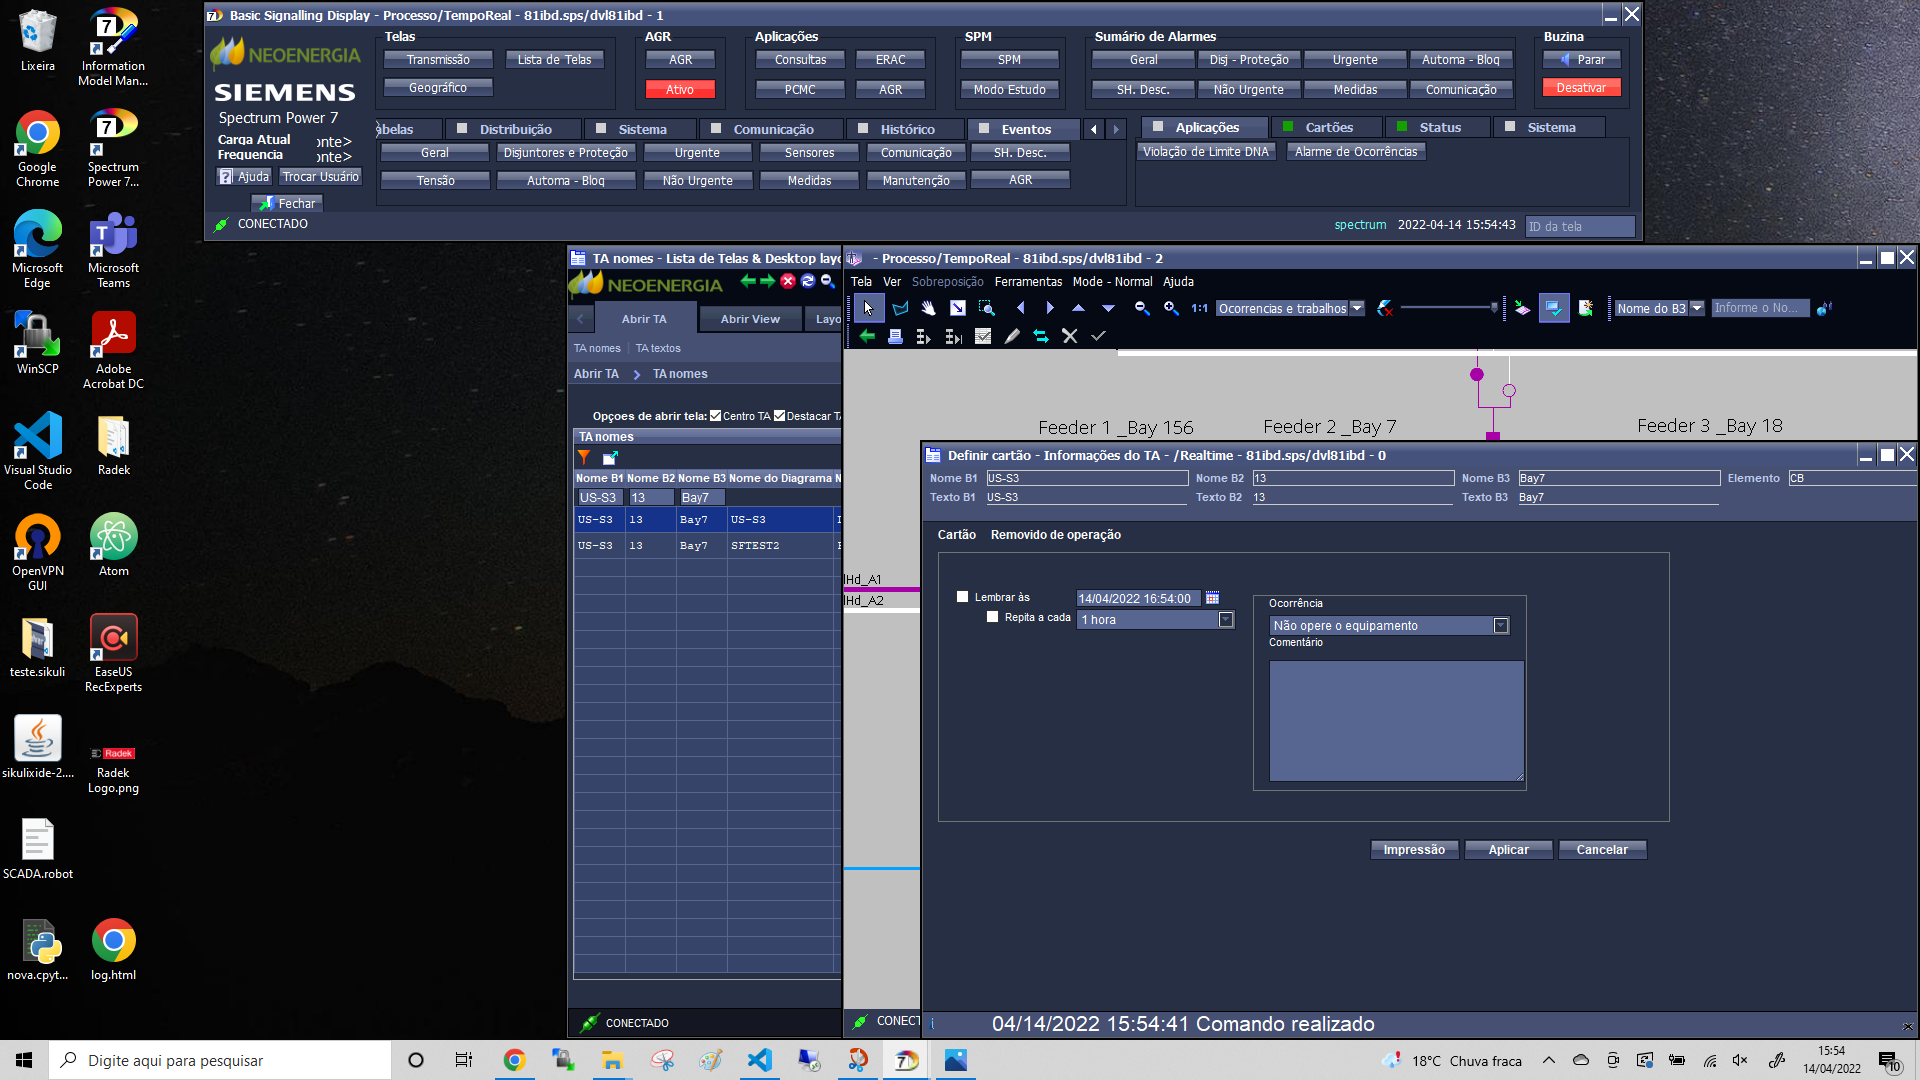 Lixeira
Information
Model Man...
Google
Chrome
Spectrum
Power 7...
Microsoft
Edge
Microsoft
Teams
WinSCP
Adobe
Acrobat DC
Visual Studio
Code
Radek
OpenVPN
GUI
Atom
teste.sikuli
EaseUS
RecExperts
sikulixide-2....
Radek
Radek
Logo.png
SCADA.robot
nova.cpyt...
log.html
Basic Signalling Display - Processo/TempoReal - 81ibd.sps/dvl81ibd - 1
NEOENERGIA
SIEMENS
Spectrum Power 7
Carga Atual onte>
Frequencia onte>
Ajuda Trocar Usuário
Fechar
CONECTADO
Telas
Transmissão Lista de Telas
Geográfico
AGR
AGR
Ativo
Aplicações
Consultas ERAC
PCMC AGR
SPM
SPM
Modo Estudo
Sumário de Alarmes
Geral Disj - Proteção Urgente Automa - Bloq
SH. Desc. Não Urgente Medidas Comunicação
Buzina
Parar
Desativar
abelas Distribuição Sistema Comunicação Histórico Eventos
Geral Disjuntores e Proteção Urgente Sensores Comunicação SH. Desc.
Tensão Automa - Bloq Não Urgente Medidas Manutenção AGR
Aplicações Cartões Status Sistema
Violação de Limite DNA Alarme de Ocorrências
spectrum 2022-04-14 15:54:43 ID da tela
TA nomes - Lista de Telas & Desktop layo
NEOENERGIA
Abrir TA Abrir View Layo
TA nomes TA textos
Abrir TA TA nomes
Opçoes de abrir tela: Centro TA Destacar TA
TA nomes
Nome B1 Nome B2 Nome B3 Nome do Diagrama N
US-S3 13 Bay7
US-S3 13 Bay7 US-S3
US-S3 13 Bay7 SFTEST2
CONECTADO
- Processo/TempoReal - 81ibd.sps/dvl81ibd - 2
Tela Ver Sobreposição Ferramentas Mode - Normal Ajuda
1:1 Ocorrencias e trabalhos Nome do B3 Informe o No...
Feeder 1 _Bay 156 Feeder 2 _Bay 7 Feeder 3 _Bay 18
lHd_A1
lHd_A2
CONECT
Definir cartão - Informações do TA - /Realtime - 81ibd.sps/dvl81ibd - 0
Nome B1 US-S3 Nome B2 13 Nome B3 Bay7 Elemento CB
Texto B1 US-S3 Texto B2 13 Texto B3 Bay7
Cartão Removido de operação
Lembrar às 14/04/2022 16:54:00
Repita a cada 1 hora
Ocorrência
Não opere o equipamento
Comentário
Impressão Aplicar Cancelar
04/14/2022 15:54:41 Comando realizado
Digite aqui para pesquisar
18°C Chuva fraca
15:54
14/04/2022
10